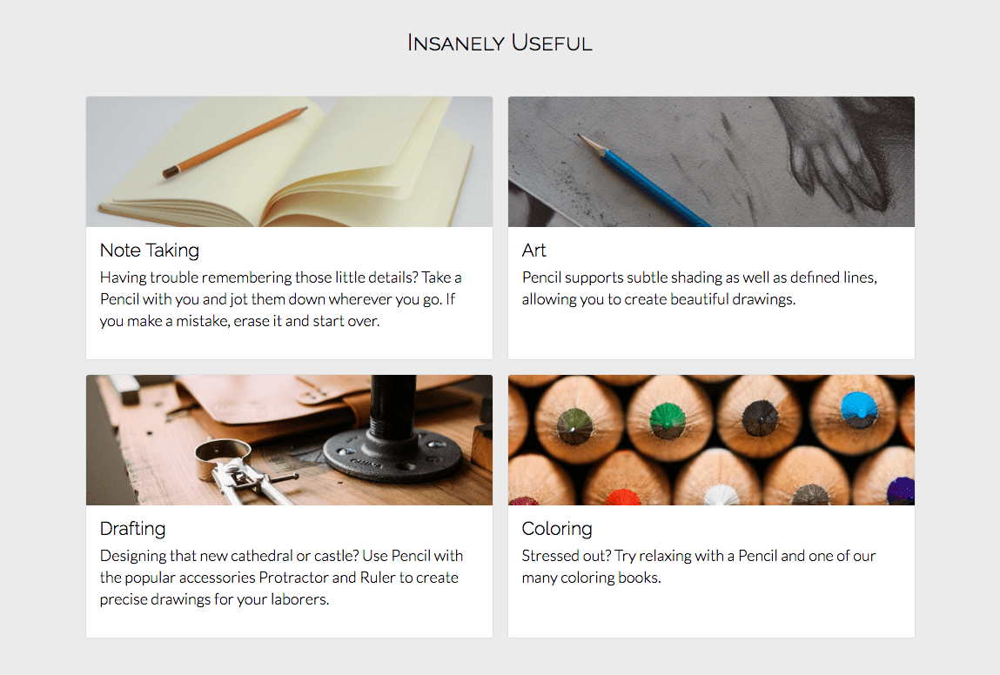 Insanely Useful
Note Taking
Having trouble remembering those little details? Take a
Pencil with you and jot them down wherever you go. If
you make a mistake, erase it and start over.
Art
Pencil supports subtle shading as well as defined lines,
allowing you to create beautiful drawings.
Drafting
Designing that new cathedral or castle? Use Pencil with
the popular accessories Protractor and Ruler to create
precise drawings for your laborers.
Coloring
Stressed out? Try relaxing with a Pencil and one of our
many coloring books.